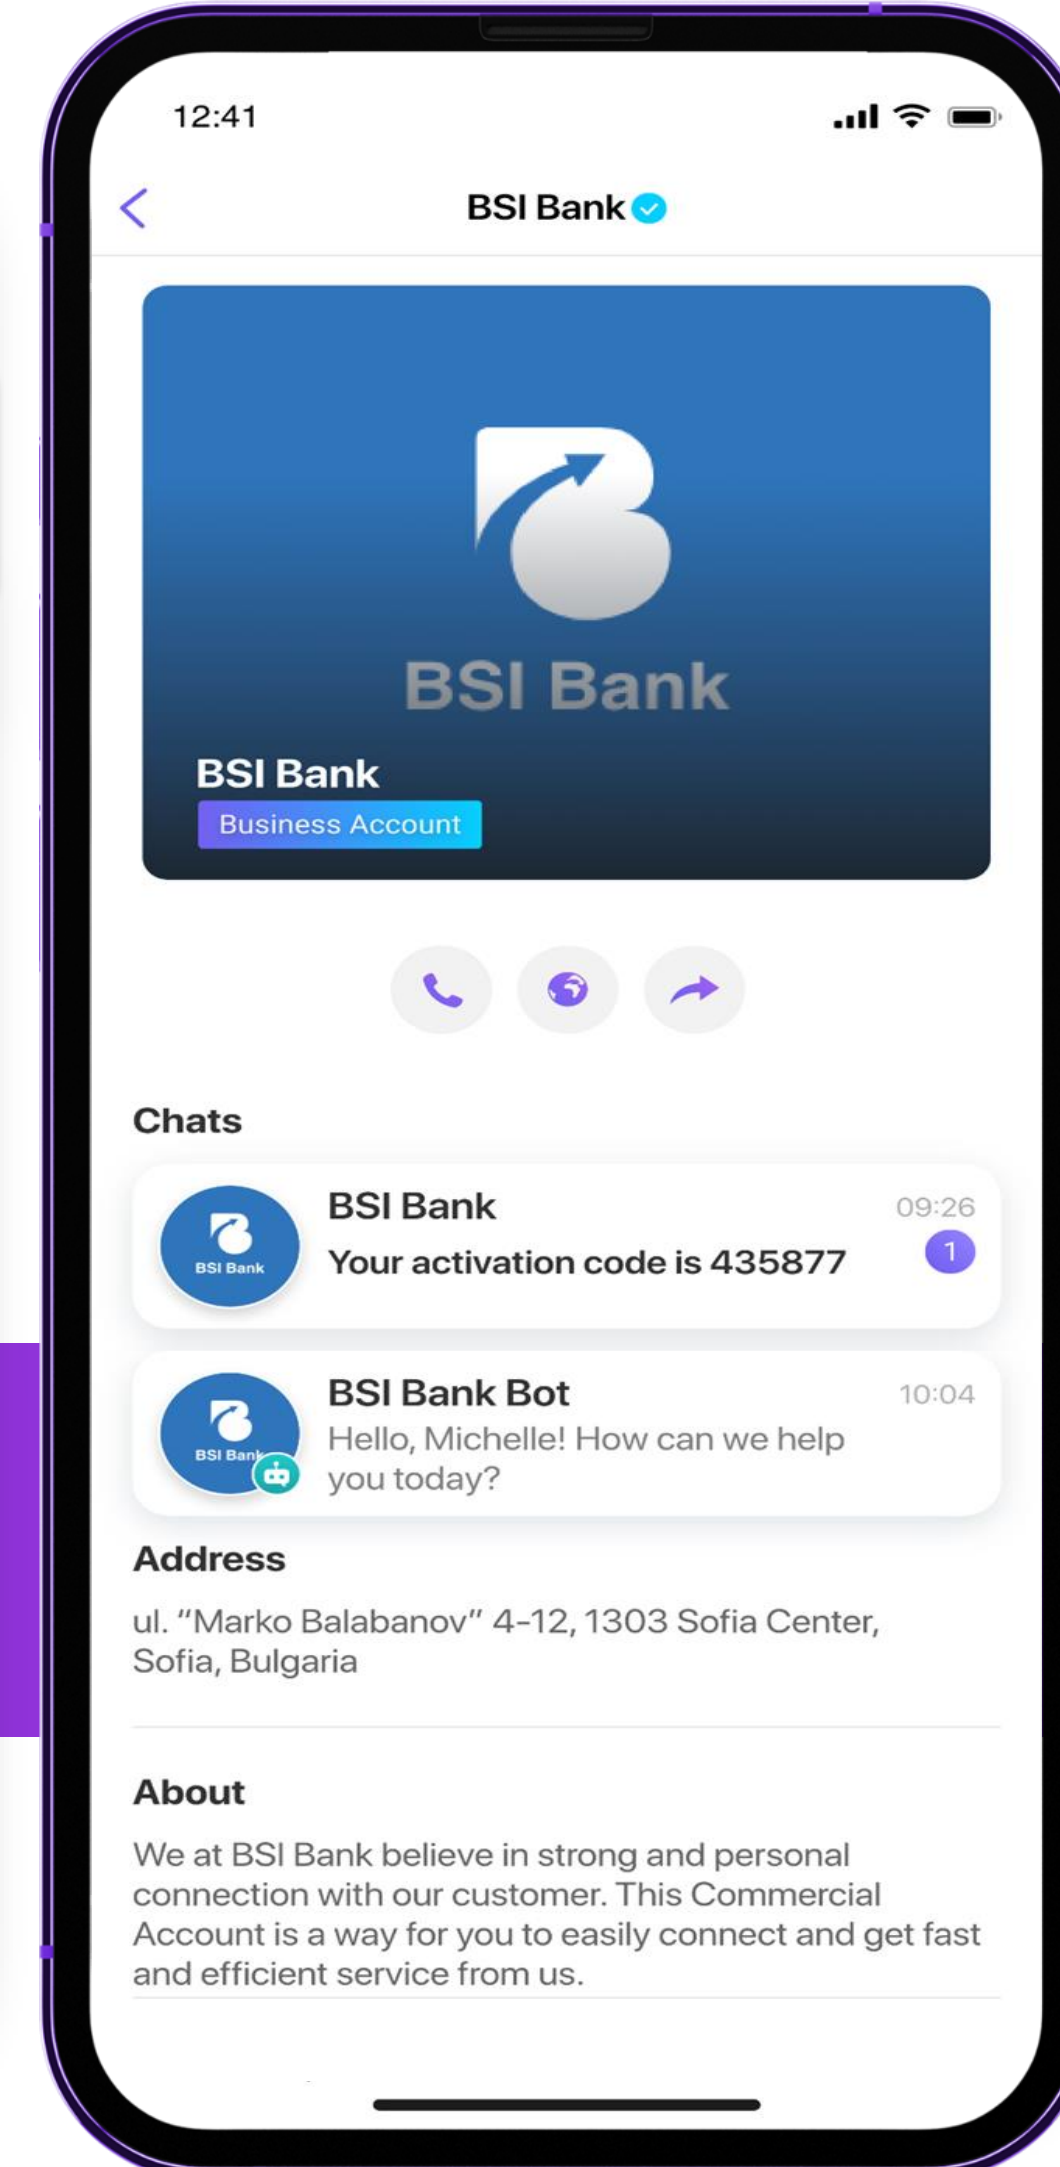 12:41
BSI Bank
BSI Bank
BSI Bank
Business Account
Chats
BSI Bank
BSI Bank
09:26
Your activation code is 435877
1
BSI Bank
BSI Bank Bot
10:04
Hello, Michelle! How can we help
you today?
Address
ul. “Marko Balabanov” 4-12, 1303 Sofia Center,
Sofia, Bulgaria
About
We at BSI Bank believe in strong and personal
connection with our customer. This Commercial
Account is a way for you to easily connect and get fast
and efficient service from us.